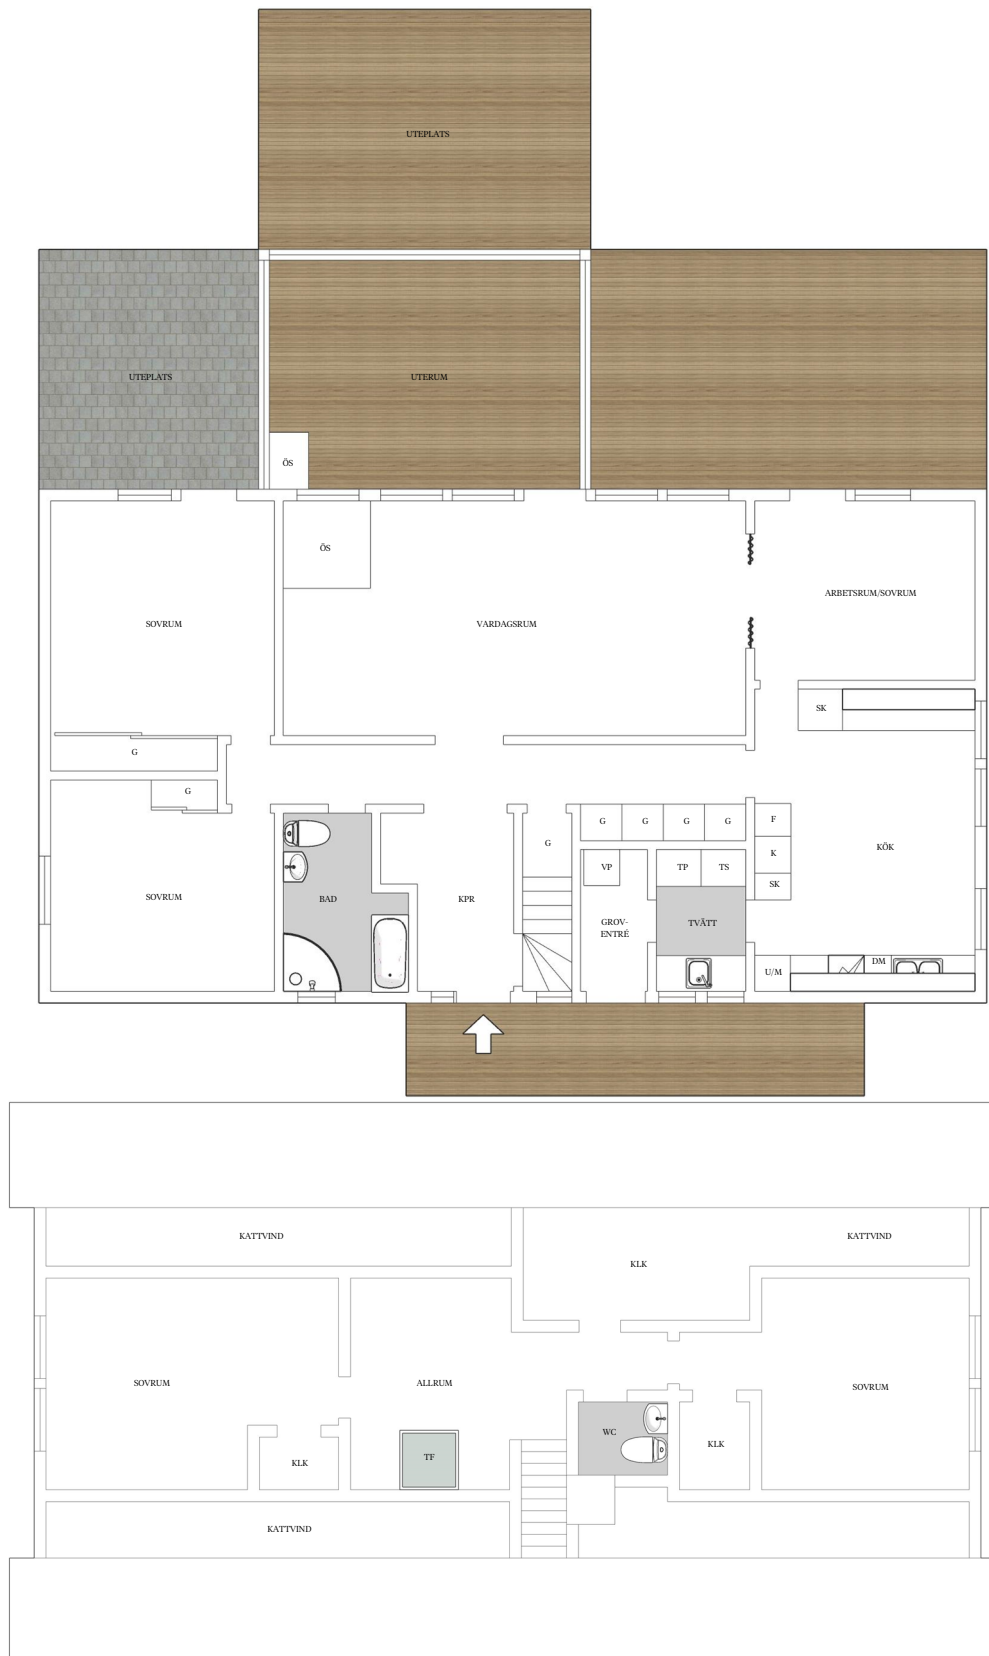 UTEPLATS
UTEPLATS
UTERUM
ÖS
ÖS
SOVRUM
VARDAGSRUM
ARBETSRUM/SOVRUM
SK
G
G
G
G
G
G
G
F
K
SK
KÖK
VP
TP
TS
SOVRUM
BAD
KPR
GROV-
ENTRÉ
TVÄTT
U/M
DM
KATTVIND
KLK
KATTVIND
SOVRUM
ALLRUM
SOVRUM
WC
KLK
KLK
TF
KATTVIND